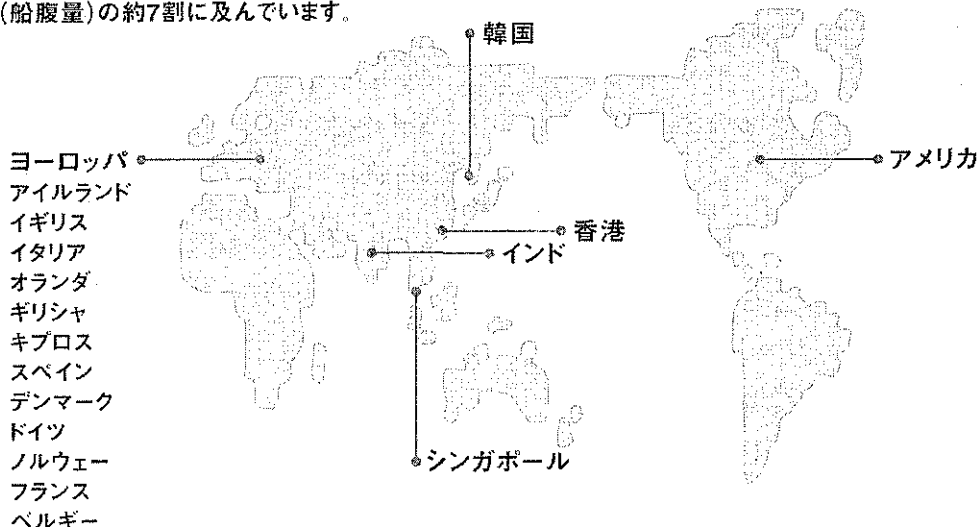 (船腹量)の約7割に及んでいます。
韓国
ヨーロッパ
アイルランド
イギリス
イタリア
オランダ
ギリシャ
キプロス
スペイン
デンマーク
ドイツ
ノルウェー
フランス
ベルギー
アメリカ
香港
インド
シンガポール